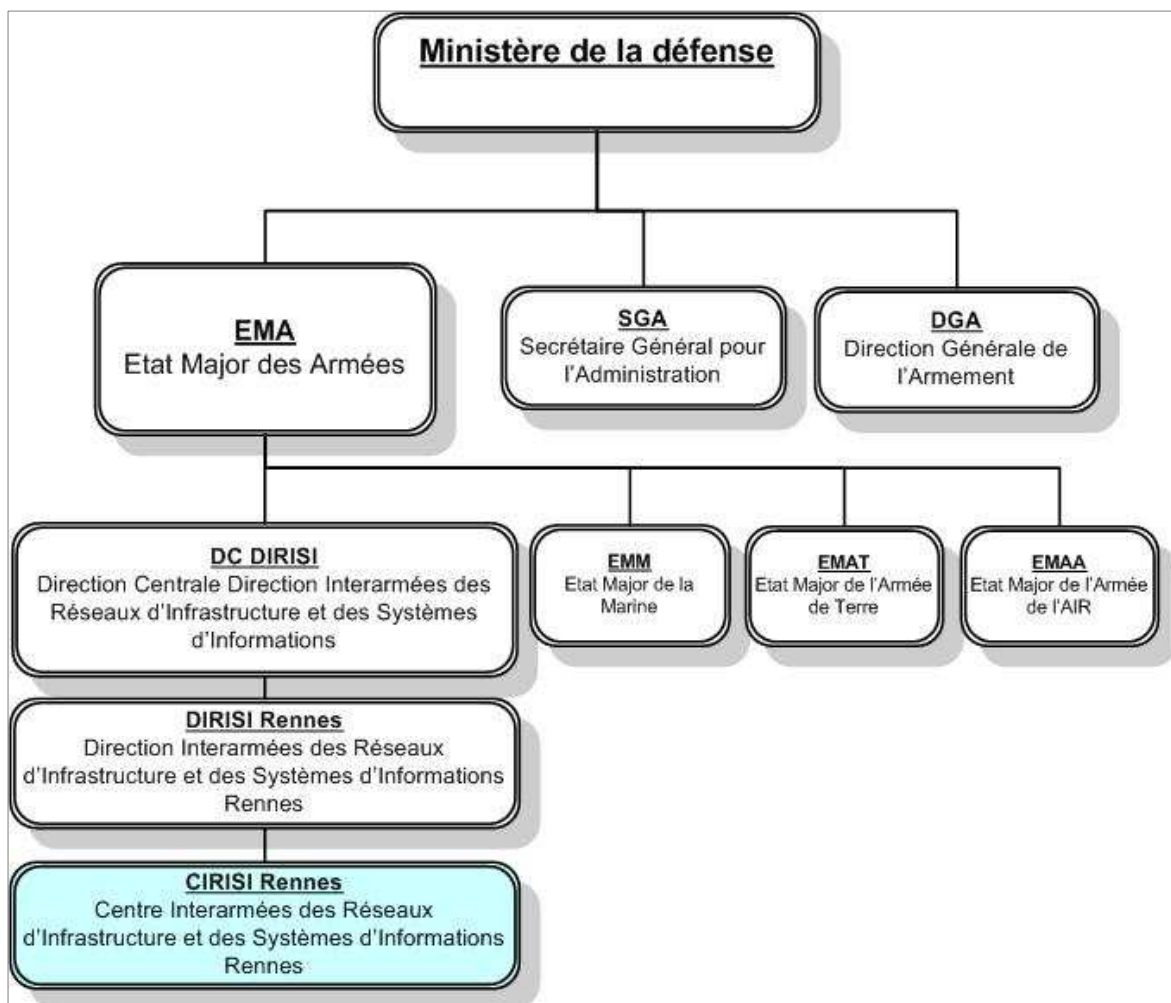 Ministère de la défense
EMA
Etat Major des Armées
SGA
Secrétaire Général pour
l'Administration
DGA
Direction Générale de
l'Armement
DC DIRISI
Direction Centrale Direction Interarmées des
Réseaux d'Infrastructure et des Systèmes
d'Informations
EMM
Etat Major de la
Marine
EMAT
Etat Major de l'Armée
de Terre
EMAA
Etat Major de l'Armée
de l'AIR
DIRISI Rennes
Direction Interarmées des Réseaux
d'Infrastructure et des Systèmes d'Informations
Rennes
CIRISI Rennes
Centre Interarmées des Réseaux
d'Infrastructure et des Systèmes d'Informations
Rennes